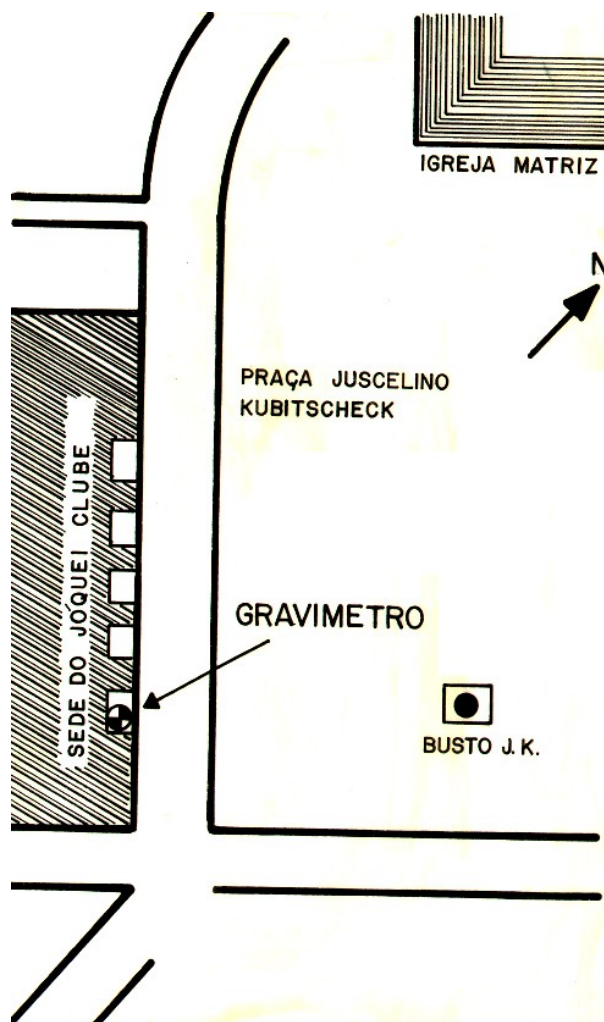 IGREJA MATRIZ
N
PRAÇA JUSCELINO
KUBITSCHECK
SEDE DO JÓQUEI CLUBE
GRAVIMETRO
BUSTO J. K.